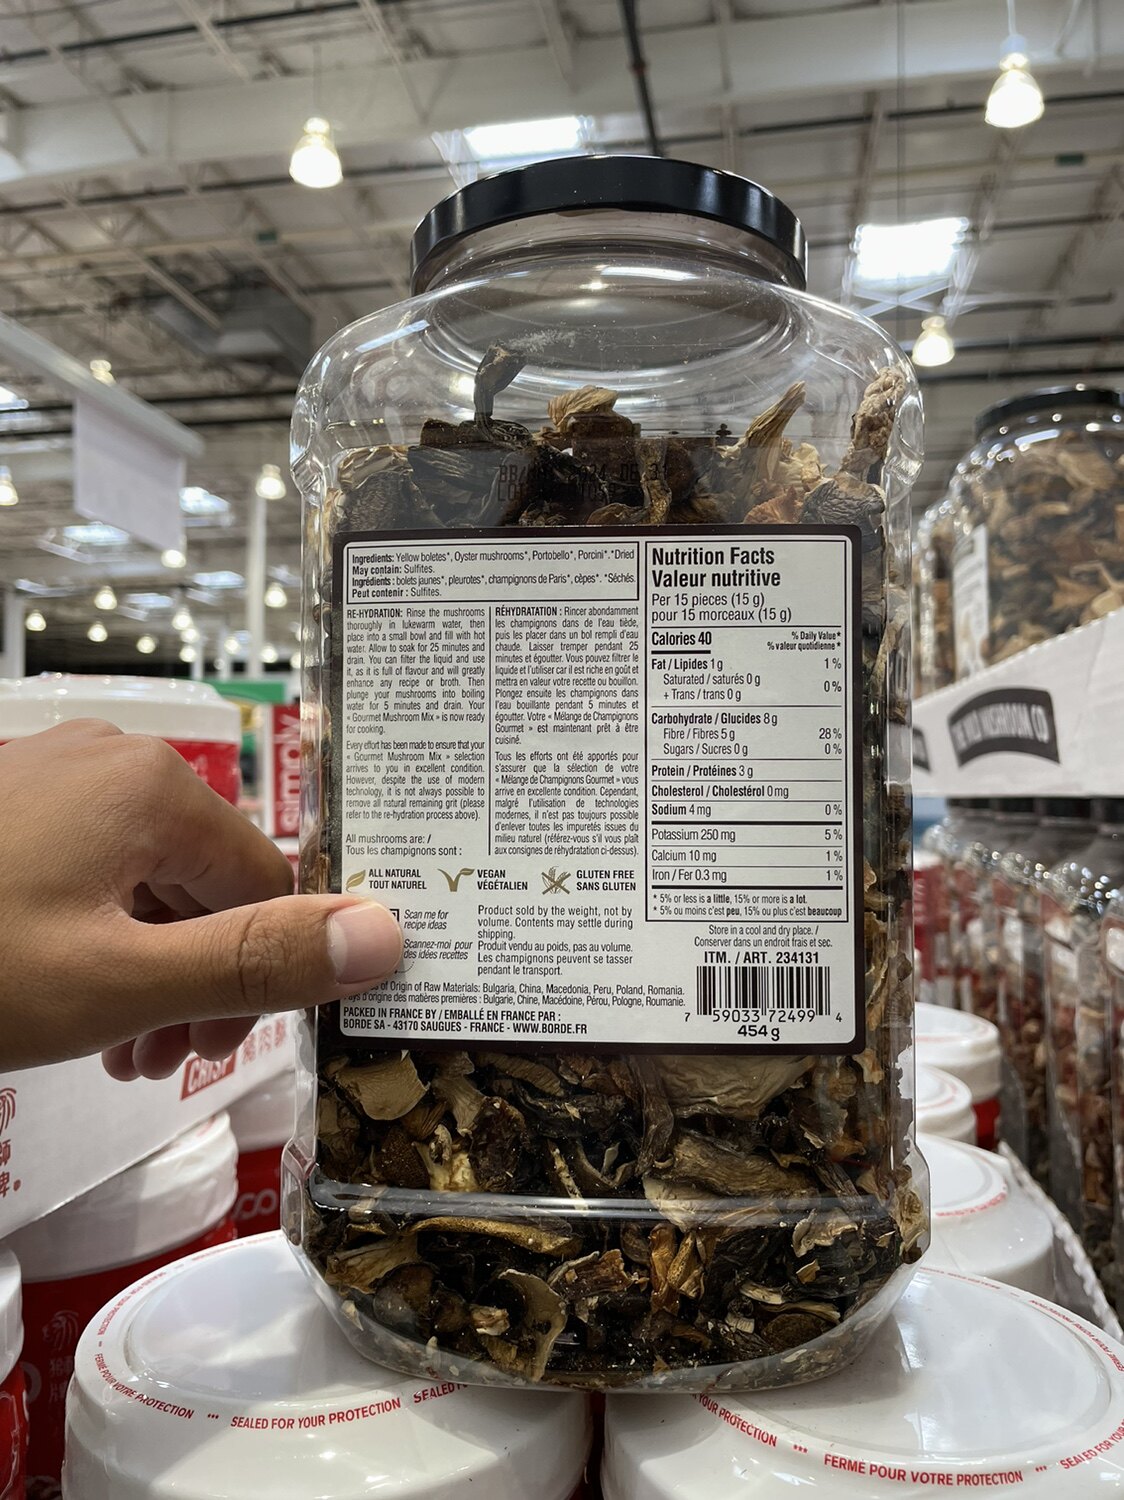 Ingredients: Yellow boletes*, Oyster mushrooms*, Portobello*, Porcini*.*Dried
May contain: Sulfites.
Ingrédients : bolets jaunes*, pleurotes*, champignons de Paris*, cèpes*. *Séchés.
Peut contenir : Sulfites.
RE-HYDRATION: Rinse the mushrooms
thoroughly in lukewarm water, then
place into a small bowl and fill with hot
water. Allow to soak for 25 minutes and
drain. You can filter the liquid and use
it, as it is full of flavour and will greatly
enhance any recipe or broth. Then
plunge your mushrooms into boiling
water for 5 minutes and drain. Your
« Gourmet Mushroom Mix » is now ready
for cooking.
Every effort has been made to ensure that your
« Gourmet Mushroom Mix » selection
arrives to you in excellent condition.
However, despite the use of modern
technology, it is not always possible to
remove all natural remaining grit (please
refer to the re-hydration process above).
All mushrooms are: /
Tous les champignons sont :
RÉHYDRATATION : Rincer abondamment
les champignons dans de l'eau tiède,
puis les placer dans un bol rempli d'eau
chaude. Laisser tremper pendant 25
minutes et égoutter. Vous pouvez filtrer le
liquide et l'utiliser car il est riche en goût et
mettra en valeur votre recette ou bouillon.
Plongez ensuite les champignons dans
l'eau bouillante pendant 5 minutes et
égoutter. Votre « Mélange de Champignons
Gourmet » est maintenant prêt à être
cuisiné.
Tous les efforts ont été apportés pour
s'assurer que la sélection de votre
« Mélange de Champignons Gourmet » vous
arrive en excellente condition. Cependant,
malgré l'utilisation de technologies
modernes, il n'est pas toujours possible
d'enlever toutes les impuretés issues du
milieu naturel (référez-vous s'il vous plaît
aux consignes de réhydratation ci-dessus).
ALL NATURAL
TOUT NATUREL
VEGAN
VÉGÉTALIEN
GLUTEN FREE
SANS GLUTEN
Scan me for
recipe ideas
Scannez-moi pour
des idées recettes
Product sold by the weight, not by
volume. Contents may settle during
shipping.
Produit vendu au poids, pas au volume.
Les champignons peuvent se tasser
pendant le transport.
of Origin of Raw Materials: Bulgaria, China, Macedonia, Peru, Poland, Romania.
Pays d'origine des matières premières : Bulgarie, Chine, Macédoine, Pérou, Pologne, Roumanie.
PACKED IN FRANCE BY / EMBALLÉ EN FRANCE PAR :
BORDE SA - 43170 SAUGUES - FRANCE - WWW.BORDE.FR
Nutrition Facts
Valeur nutritive
Per 15 pieces (15 g)
pour 15 morceaux (15 g)
Calories 40
% Daily Value*
% valeur quotidienne *
Fat / Lipides 1 g 1 %
Saturated / saturés 0 g
+ Trans / trans 0 g 0 %
Carbohydrate / Glucides 8 g
Fibre / Fibres 5 g 28 %
Sugars / Sucres 0 g 0 %
Protein / Protéines 3 g
Cholesterol / Cholestérol 0 mg
Sodium 4 mg 0 %
Potassium 250 mg 5 %
Calcium 10 mg 1 %
Iron / Fer 0.3 mg 1 %
* 5% or less is a little, 15% or more is a lot.
* 5% ou moins c'est peu, 15% ou plus c'est beaucoup
Store in a cool and dry place. /
Conserver dans un endroit frais et sec.
ITM. / ART. 234131
7 59033 72499 4
454 g
simply
CRISP
SEALED FOR YOUR PROTECTION
FERMÉ POUR VOTRE PROTECTION